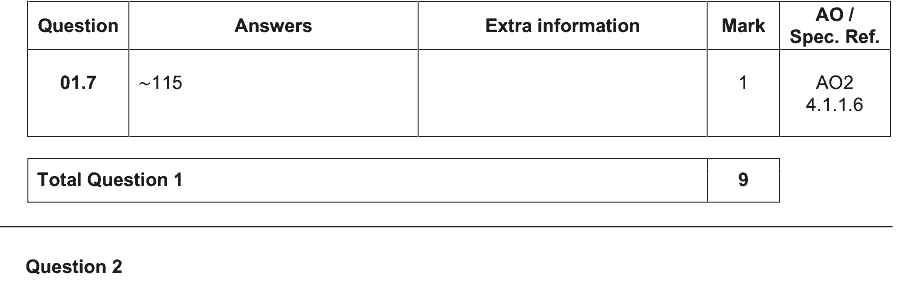 Question Answers Extra information Mark AO /
Spec. Ref.
01.7 ~115 1 AO2
4.1.1.6
Total Question 1 9
Question 2